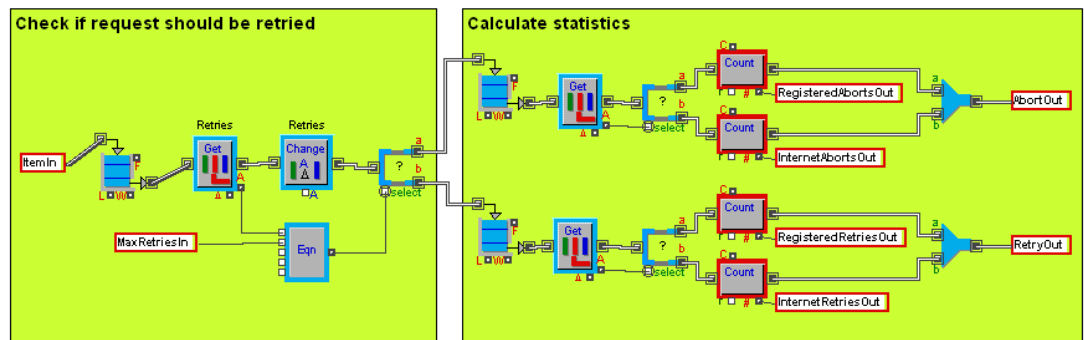 Check if request should be retried
Retries
Retries
ItemIn
F
L W
Get
A
Δ
Change
A
Δ
A
?
a
b
select
MaxRetriesIn
Eqn
Calculate statistics
F
L W
Get
A
Δ
?
a
b
select
C
Count
r
#
RegisteredAbortsOut
C
Count
r
#
InternetAbortsOut
a
b
AbortOut
F
L W
Get
A
Δ
?
a
b
select
C
Count
r
#
RegisteredRetriesOut
C
Count
r
#
InternetRetriesOut
a
b
RetryOut